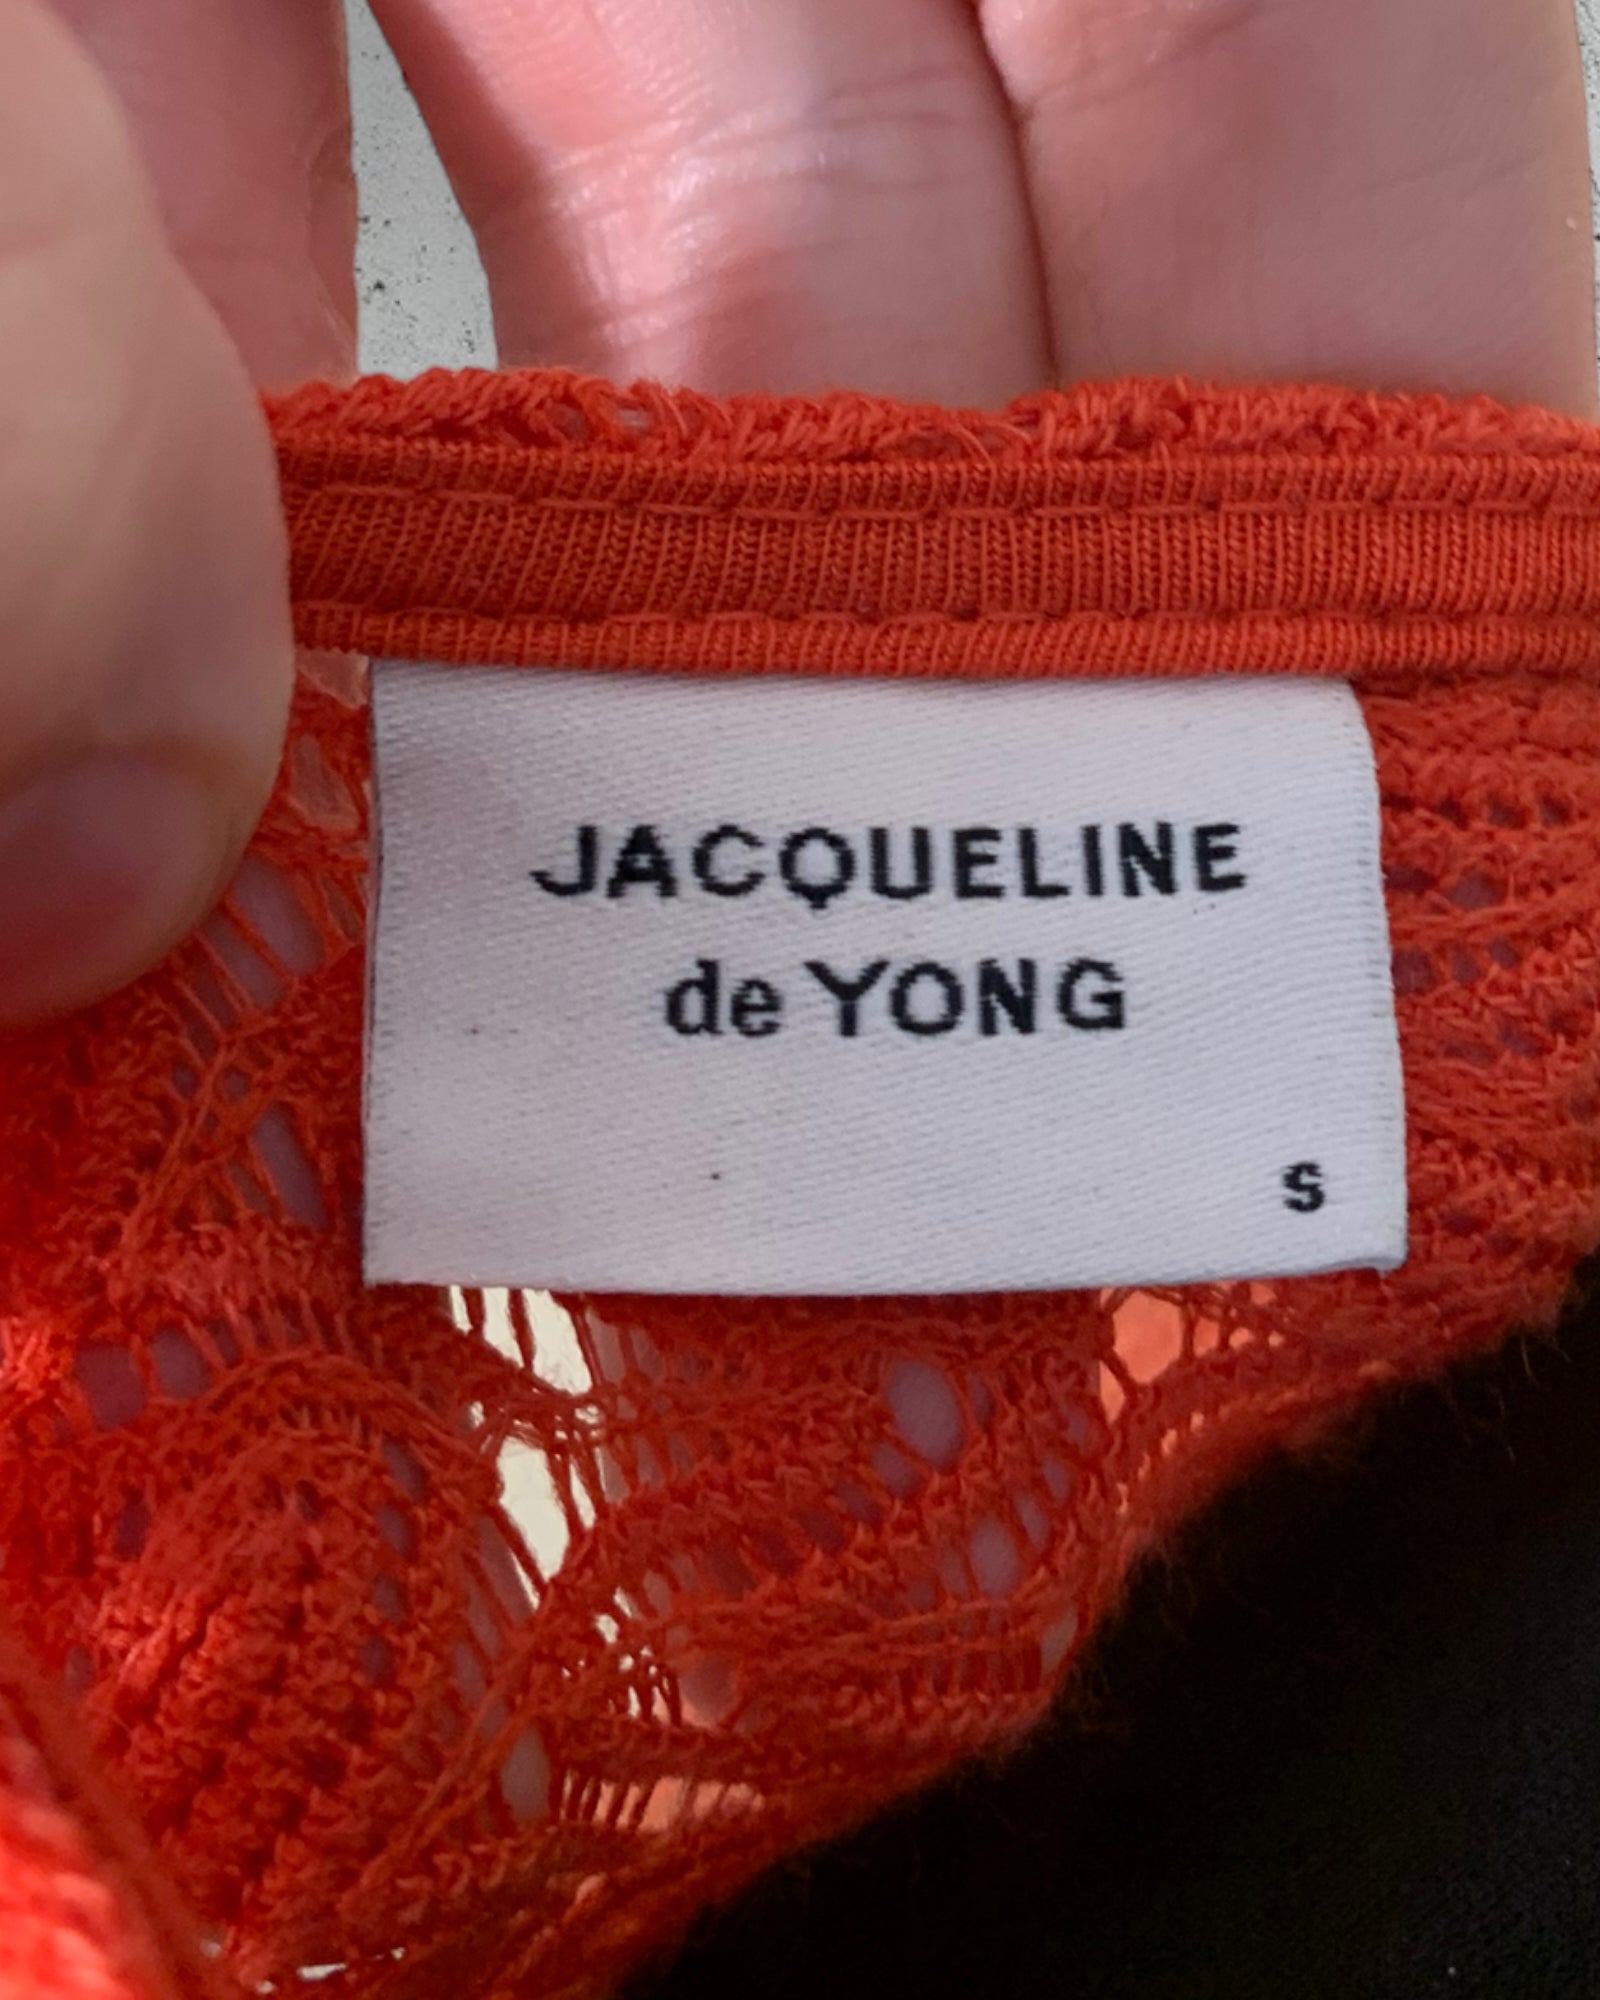 JACQUELINE
de YONG
S